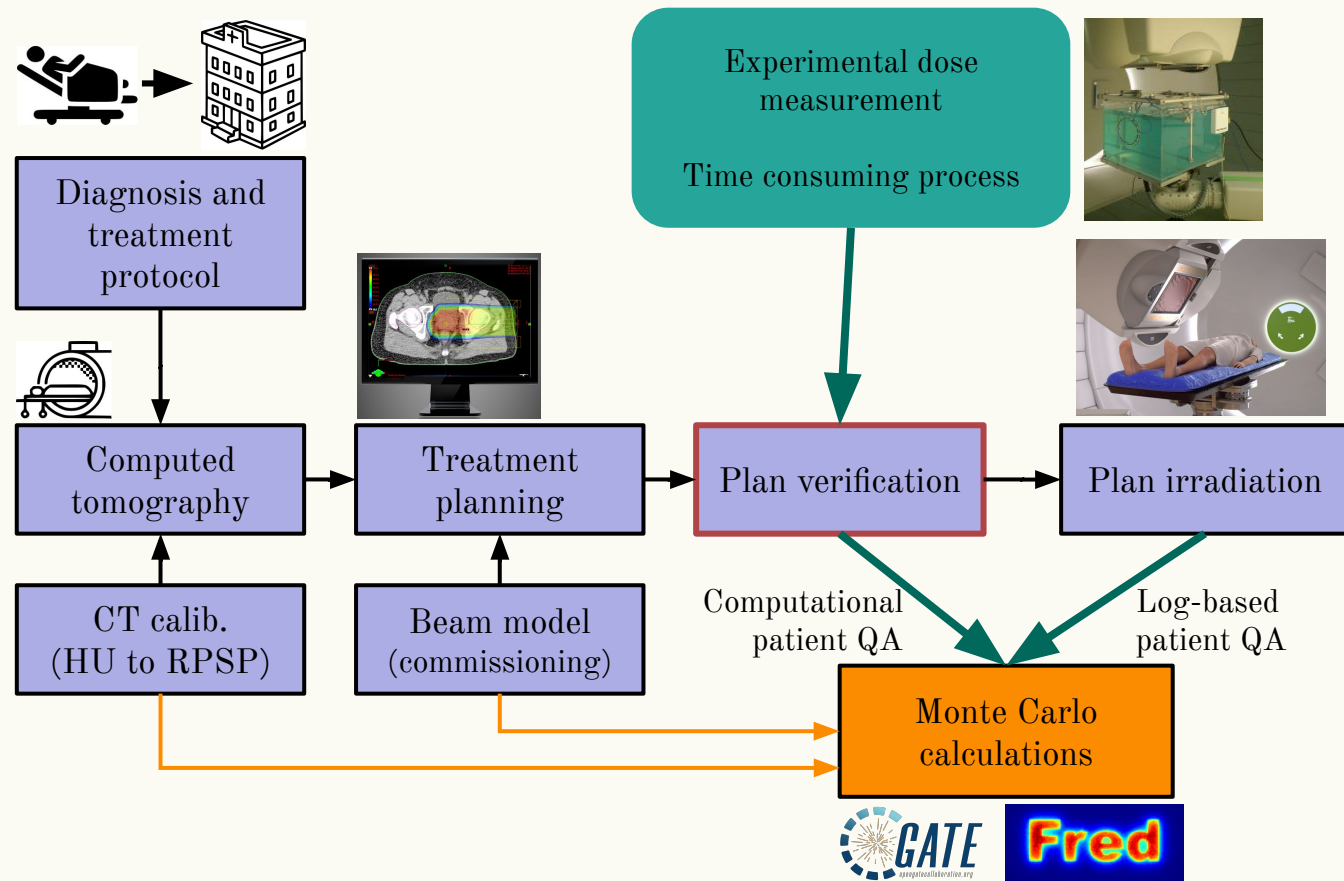 Experimental dose
measurement
Time consuming process
Diagnosis and
treatment
protocol
Computed
tomography
Treatment
planning
Plan verification
Plan irradiation
CT calib.
(HU to RPSP)
Beam model
(commissioning)
Computational
patient QA
Log-based
patient QA
Monte Carlo
calculations
GATE
opengatecollaboration.org
Fred